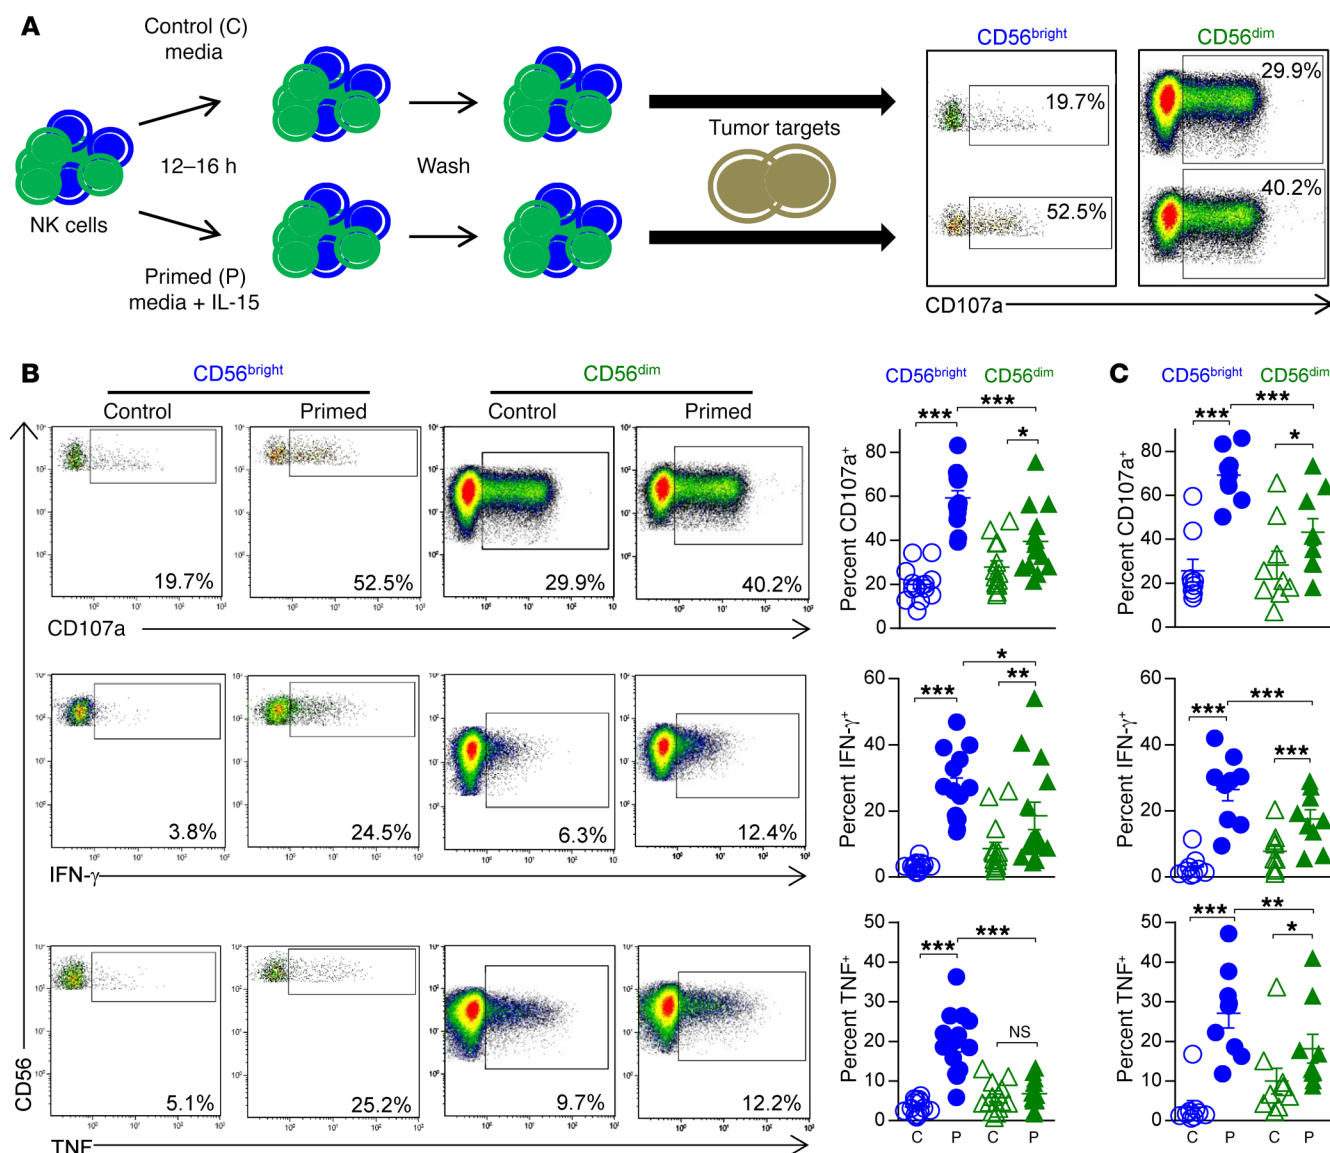 A
Control (C)
media
12–16 h
NK cells
Primed (P)
media + IL-15
Wash
Tumor targets
CD56bright
CD56dim
19.7%
29.9%
52.5%
40.2%
CD107a
B
CD56bright
CD56dim
Control
Primed
Control
Primed
19.7%
52.5%
29.9%
40.2%
CD107a
3.8%
24.5%
6.3%
12.4%
IFN-γ
5.1%
25.2%
9.7%
12.2%
CD56
TNF
CD56bright
CD56dim
***
***
*
Percent CD107a+
80
60
40
20
0
*
***
**
Percent IFN-γ+
60
40
20
0
***
***
NS
Percent TNF+
50
40
30
20
10
0
C
P
C
P
C
CD56bright
CD56dim
***
***
*
Percent CD107a+
80
60
40
20
0
***
***
***
Percent IFN-γ+
60
40
20
0
***
**
*
Percent TNF+
50
40
30
20
10
0
C
P
C
P